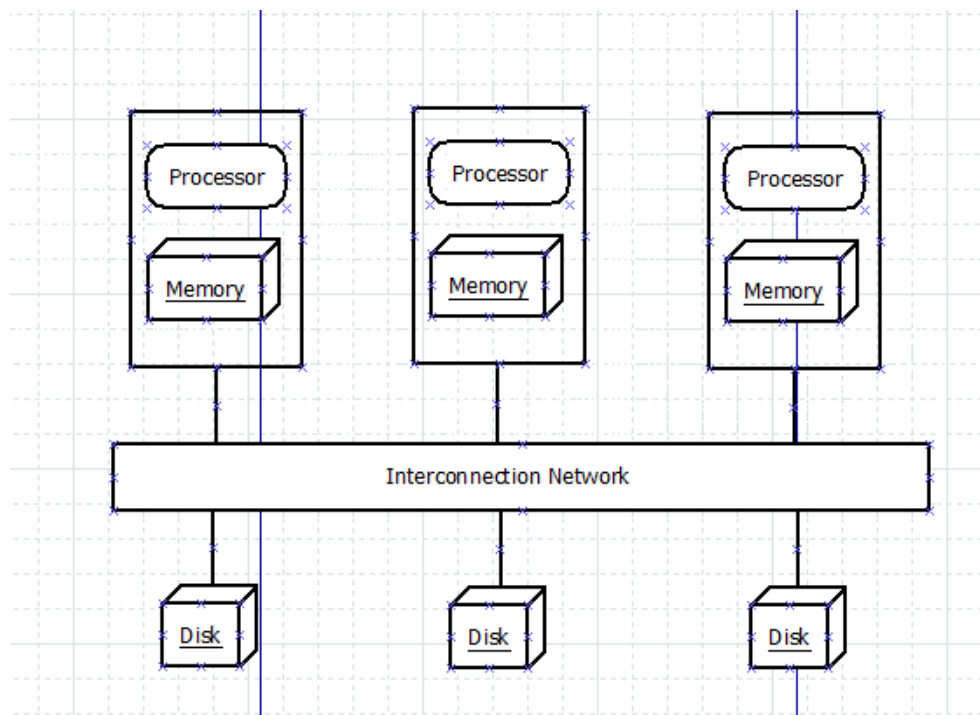 Processor
Processor
Processor
Memory
Memory
Memory
Interconnection Network
Disk
Disk
Disk